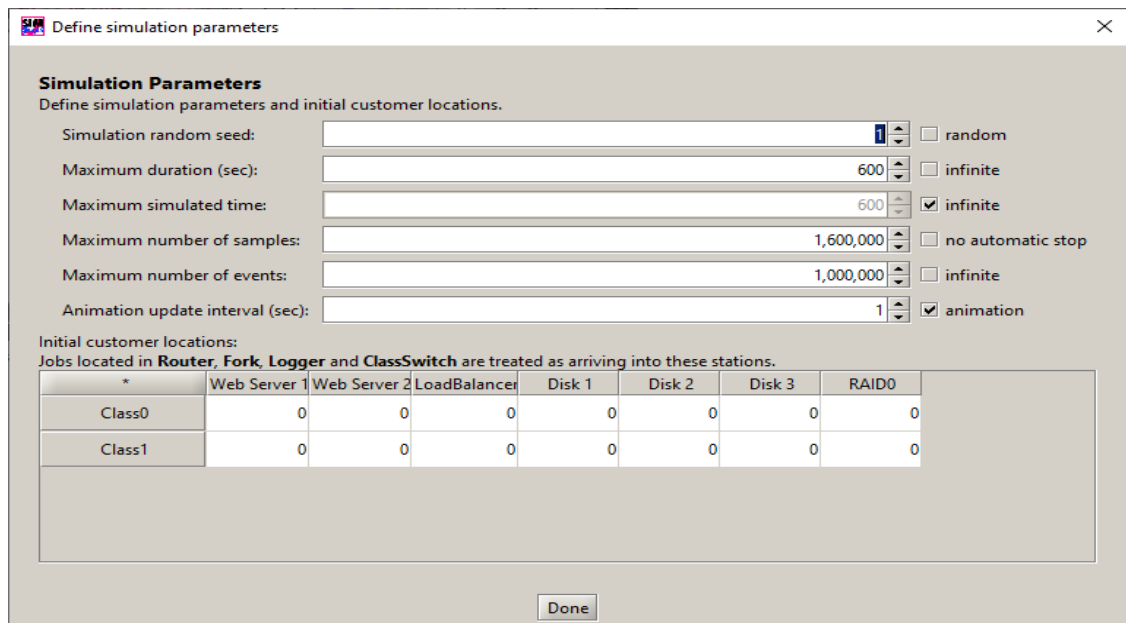 Define simulation parameters
Simulation Parameters
Define simulation parameters and initial customer locations.
Simulation random seed: 1 random
Maximum duration (sec): 600 infinite
Maximum simulated time: 600 infinite
Maximum number of samples: 1,600,000 no automatic stop
Maximum number of events: 1,000,000 infinite
Animation update interval (sec): 1 animation
Initial customer locations:
Jobs located in Router, Fork, Logger and ClassSwitch are treated as arriving into these stations.
* Web Server 1 Web Server 2 LoadBalancer Disk 1 Disk 2 Disk 3 RAID0
Class0 0 0 0 0 0 0 0
Class1 0 0 0 0 0 0 0
Done